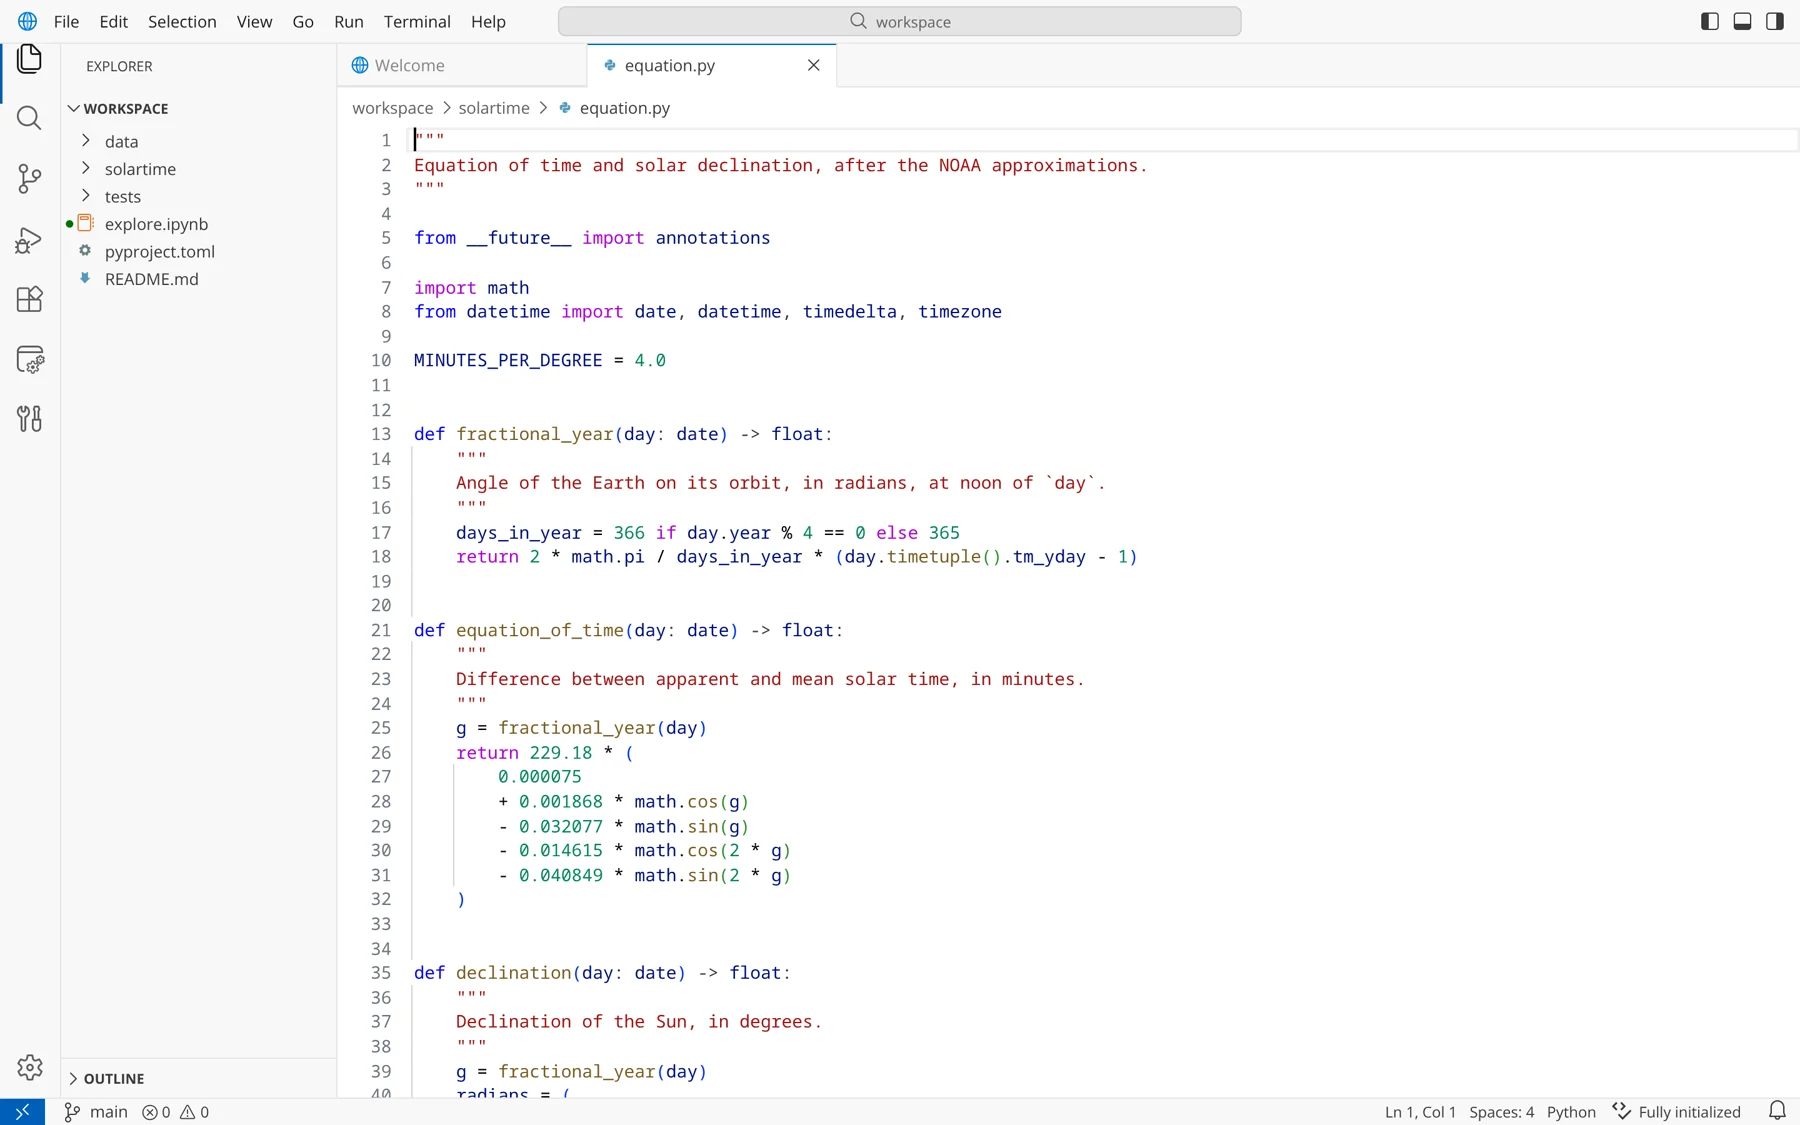 File Edit Selection View Go Run Terminal Help
workspace
EXPLORER
WORKSPACE
data
solartime
tests
explore.ipynb
pyproject.toml
README.md
OUTLINE
Welcome
equation.py
workspace > solartime > equation.py
1 """
2 Equation of time and solar declination, after the NOAA approximations.
3 """
4
5 from __future__ import annotations
6
7 import math
8 from datetime import date, datetime, timedelta, timezone
9
10 MINUTES_PER_DEGREE = 4.0
11
12
13 def fractional_year(day: date) -> float:
14     """
15     Angle of the Earth on its orbit, in radians, at noon of `day`.
16     """
17     days_in_year = 366 if day.year % 4 == 0 else 365
18     return 2 * math.pi / days_in_year * (day.timetuple().tm_yday - 1)
19
20
21 def equation_of_time(day: date) -> float:
22     """
23     Difference between apparent and mean solar time, in minutes.
24     """
25     g = fractional_year(day)
26     return 229.18 * (
27         0.000075
28         + 0.001868 * math.cos(g)
29         - 0.032077 * math.sin(g)
30         - 0.014615 * math.cos(2 * g)
31         - 0.040849 * math.sin(2 * g)
32     )
33
34
35 def declination(day: date) -> float:
36     """
37     Declination of the Sun, in degrees.
38     """
39     g = fractional_year(day)
40     radians = (
main 0 0
Ln 1, Col 1 Spaces: 4 Python Fully initialized